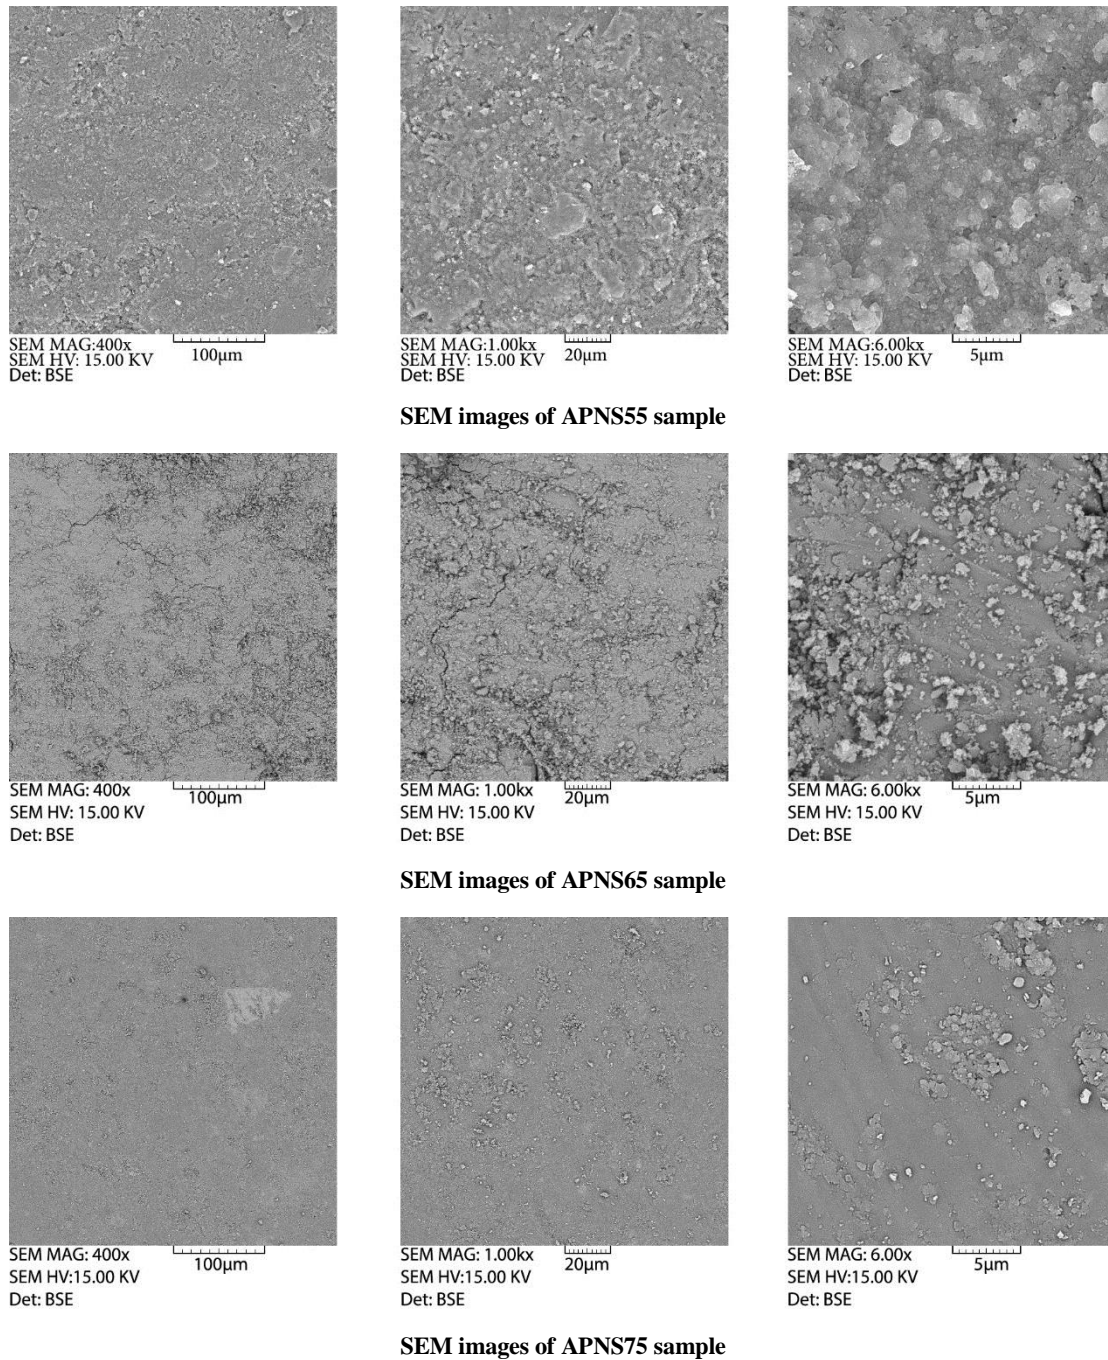 SEM MAG:400x
SEM HV: 15.00 KV
Det: BSE
100µm
SEM MAG:1.00kx
SEM HV: 15.00 KV
Det: BSE
20µm
SEM MAG:6.00kx
SEM HV: 15.00 KV
Det: BSE
5µm
SEM images of APNS55 sample
SEM MAG: 400x
SEM HV: 15.00 KV
Det: BSE
100µm
SEM MAG: 1.00kx
SEM HV: 15.00 KV
Det: BSE
20µm
SEM MAG: 6.00kx
SEM HV: 15.00 KV
Det: BSE
5µm
SEM images of APNS65 sample
SEM MAG: 400x
SEM HV:15.00 KV
Det: BSE
100µm
SEM MAG: 1.00kx
SEM HV:15.00 KV
Det: BSE
20µm
SEM MAG: 6.00x
SEM HV:15.00 KV
Det: BSE
5µm
SEM images of APNS75 sample